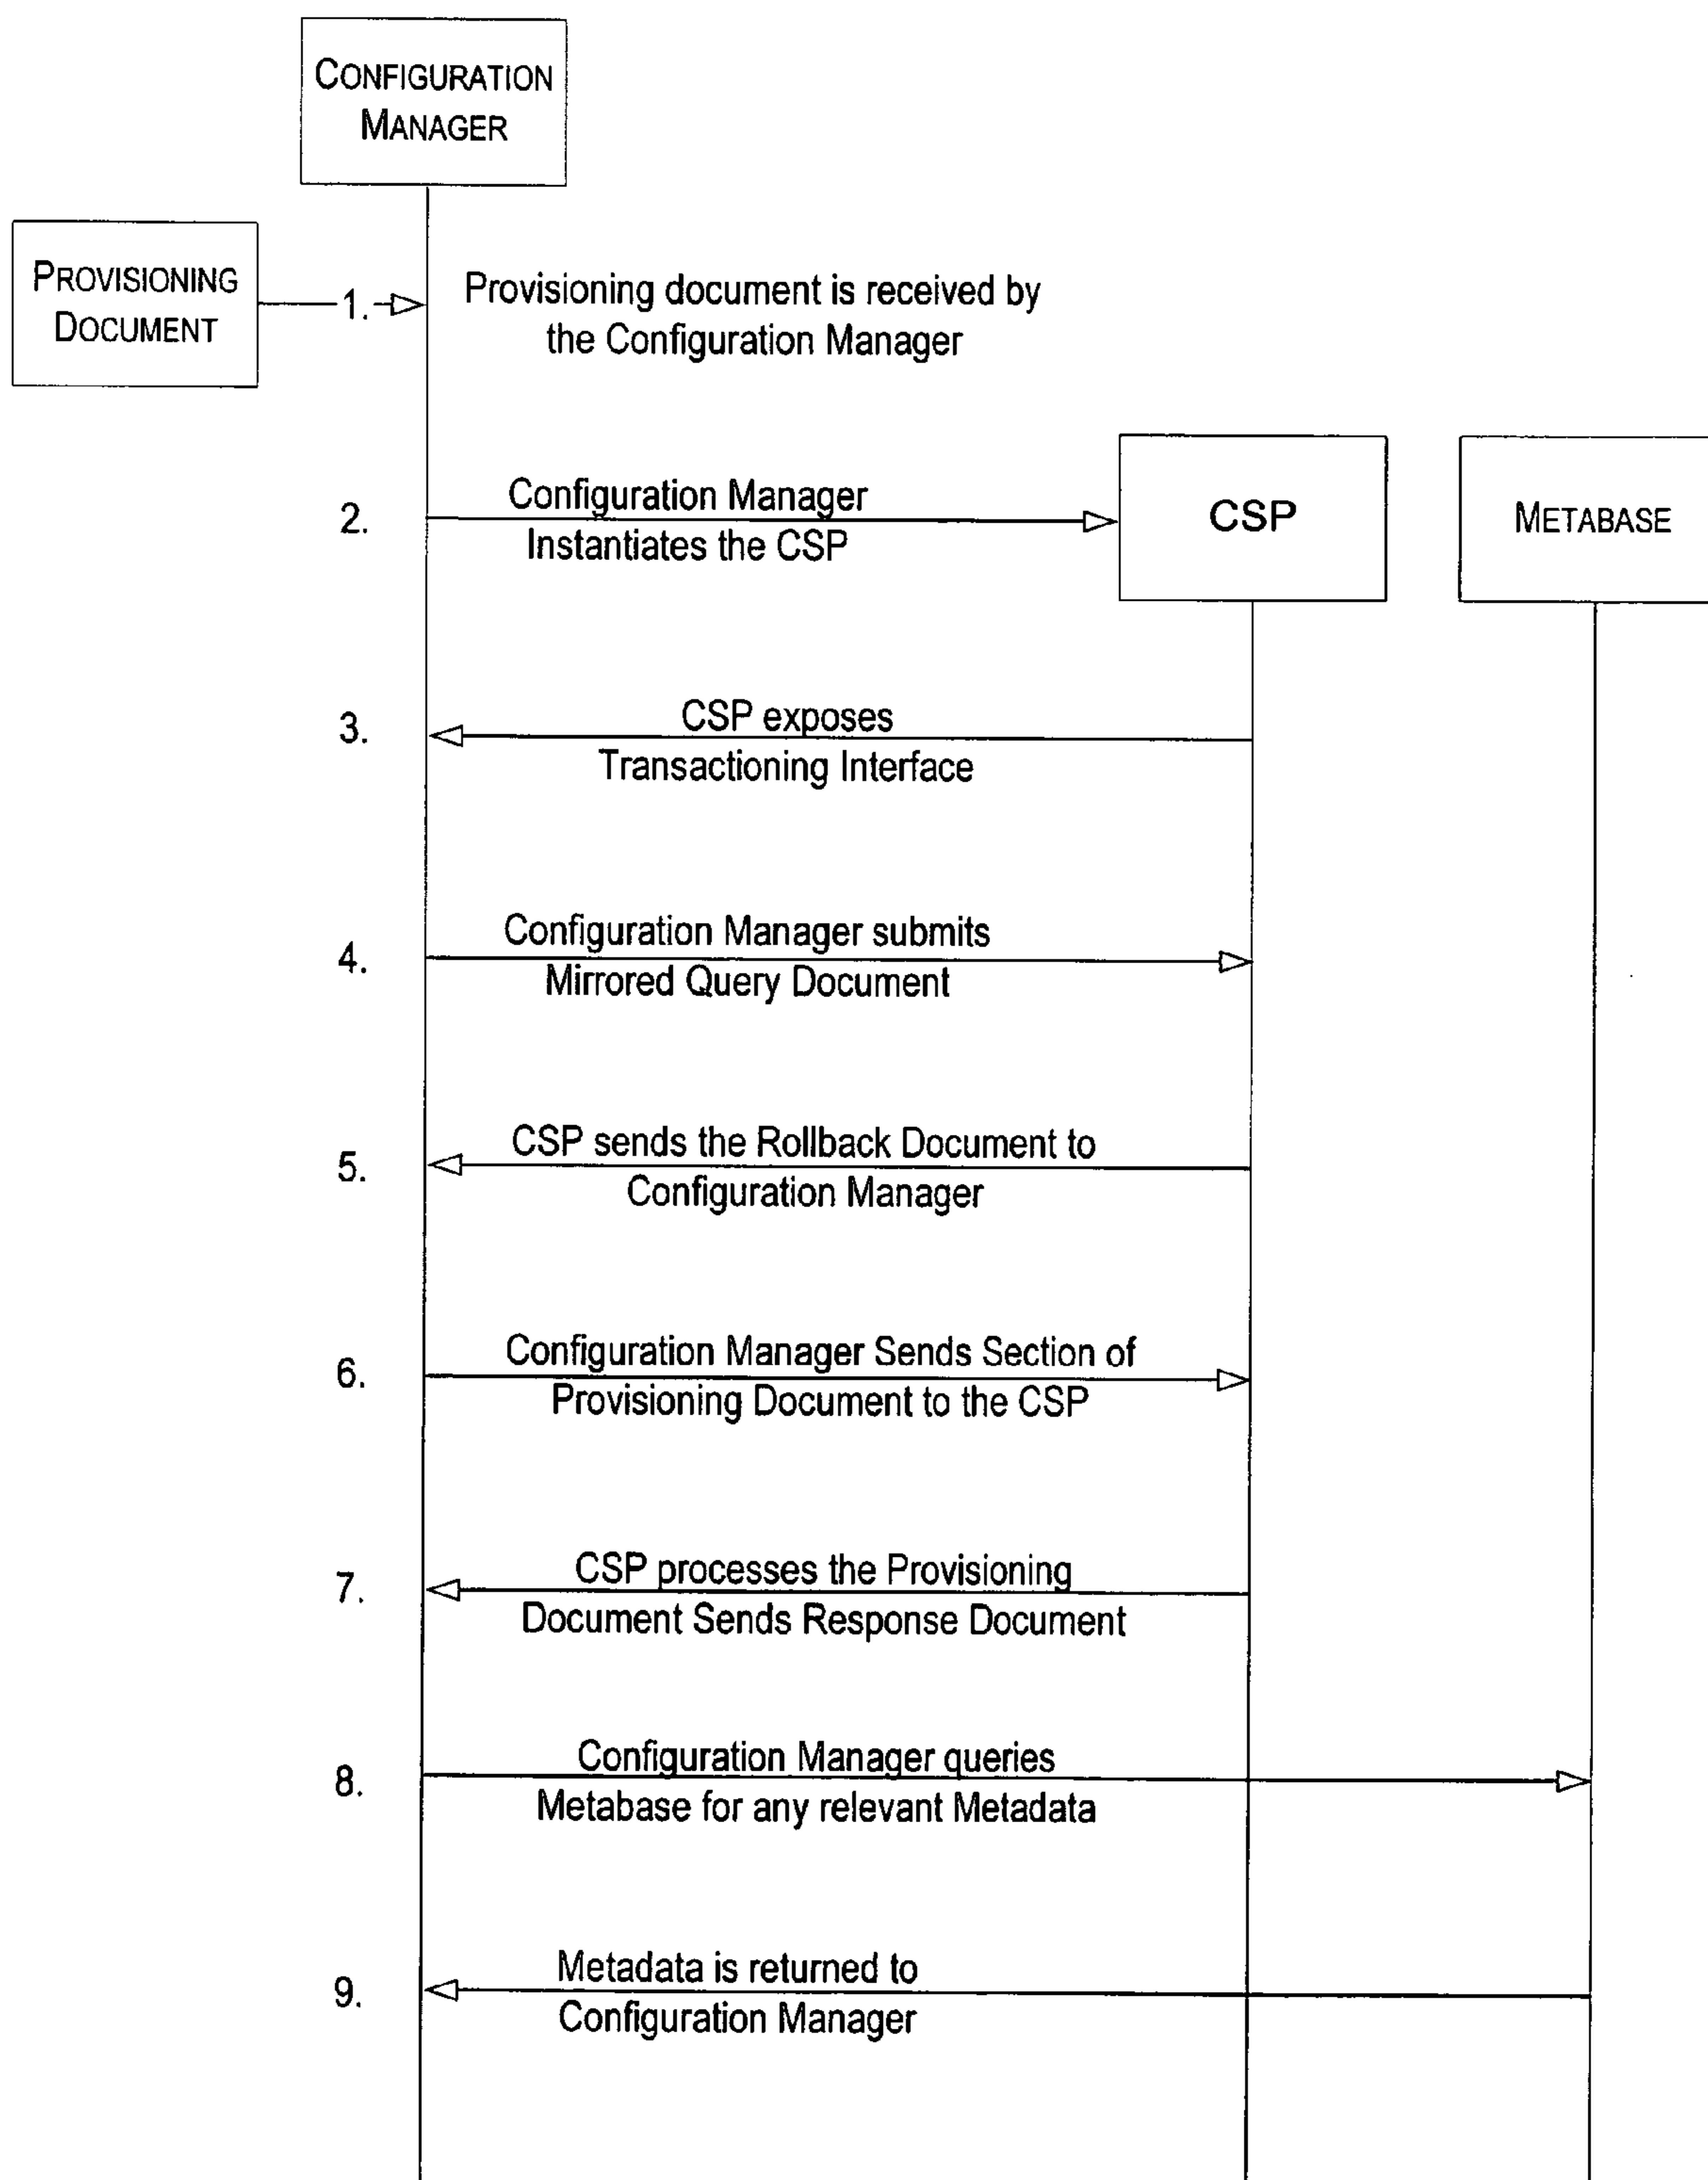 CONFIGURATION
MANAGER
PROVISIONING
DOCUMENT
1.
Provisioning document is received by
the Configuration Manager
2.
Configuration Manager
Instantiates the CSP
CSP
METABASE
3.
CSP exposes
Transactioning Interface
4.
Configuration Manager submits
Mirrored Query Document
5.
CSP sends the Rollback Document to
Configuration Manager
6.
Configuration Manager Sends Section of
Provisioning Document to the CSP
7.
CSP processes the Provisioning
Document Sends Response Document
8.
Configuration Manager queries
Metabase for any relevant Metadata
9.
Metadata is returned to
Configuration Manager